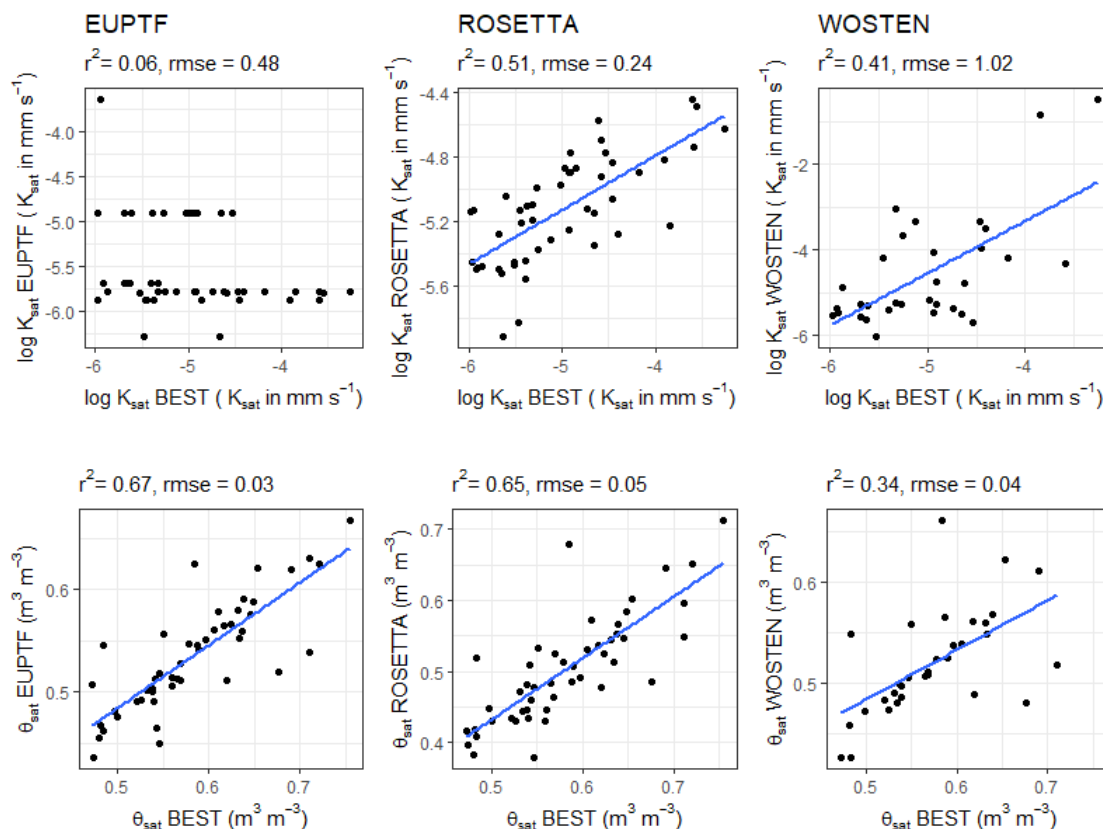 EUPTF
r²= 0.06, rmse = 0.48
log Ksat EUPTF ( Ksat in mm s⁻¹)
-4.0
-4.5
-5.0
-5.5
-6.0
-6 -5 -4
log Ksat BEST ( Ksat in mm s⁻¹)
ROSETTA
r²= 0.51, rmse = 0.24
log Ksat ROSETTA ( Ksat in mm s⁻¹)
-4.4
-4.8
-5.2
-5.6
-6 -5 -4
log Ksat BEST ( Ksat in mm s⁻¹)
WOSTEN
r²= 0.41, rmse = 1.02
log Ksat WOSTEN ( Ksat in mm s⁻¹)
-2
-4
-6
-6 -5 -4
log Ksat BEST ( Ksat in mm s⁻¹)
r²= 0.67, rmse = 0.03
θsat EUPTF (m³ m⁻³)
0.6
0.5
0.5 0.6 0.7
θsat BEST (m³ m⁻³)
r²= 0.65, rmse = 0.05
θsat ROSETTA (m³ m⁻³)
0.7
0.6
0.5
0.4
0.5 0.6 0.7
θsat BEST (m³ m⁻³)
r²= 0.34, rmse = 0.04
θsat WOSTEN (m³ m⁻³)
0.6
0.5
0.5 0.6 0.7
θsat BEST (m³ m⁻³)